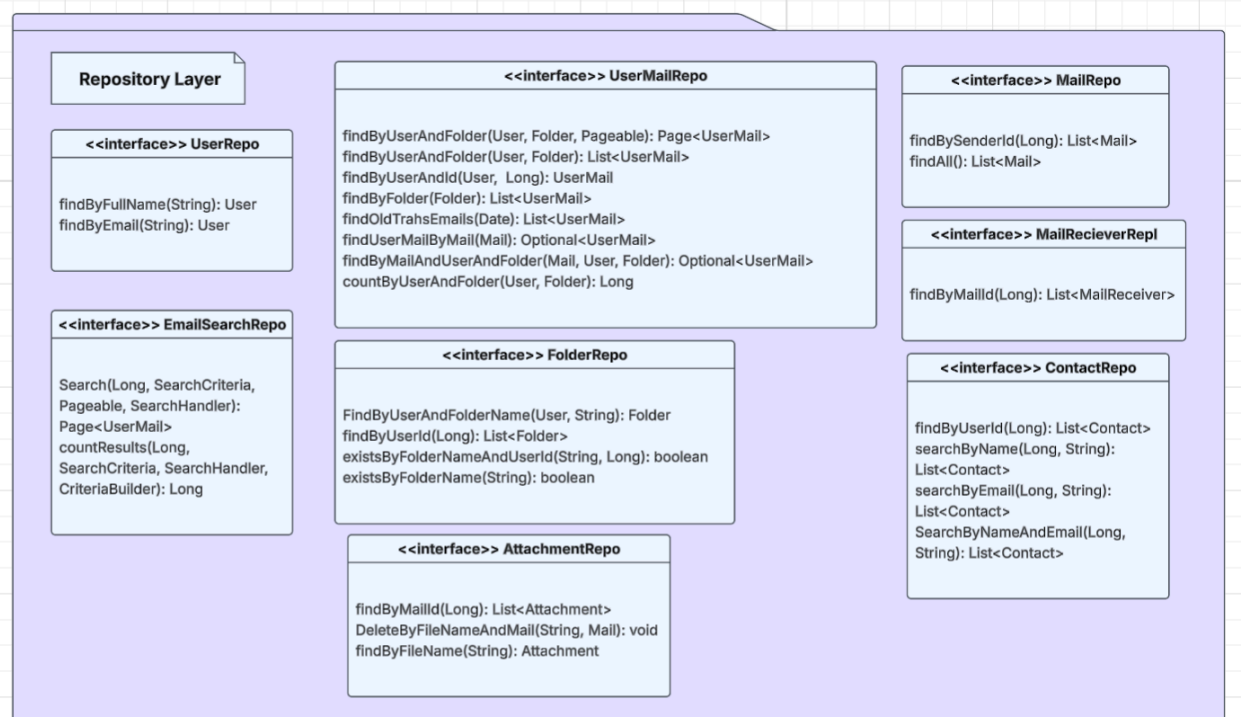 Repository Layer
<<interface>> UserRepo
findByFullName(String): User
findByEmail(String): User
<<interface>> EmailSearchRepo
Search(Long, SearchCriteria,
Pageable, SearchHandler):
Page<UserMail>
countResults(Long,
SearchCriteria, SearchHandler,
CriteriaBuilder): Long
<<interface>> UserMailRepo
findByUserAndFolder(User, Folder, Pageable): Page<UserMail>
findByUserAndFolder(User, Folder): List<UserMail>
findByUserAndId(User, Long): UserMail
findByFolder(Folder): List<UserMail>
findOldTrahsEmails(Date): List<UserMail>
findUserMailByMail(Mail): Optional<UserMail>
findByMailAndUserAndFolder(Mail, User, Folder): Optional<UserMail>
countByUserAndFolder(User, Folder): Long
<<interface>> FolderRepo
FindByUserAndFolderName(User, String): Folder
findByUserId(Long): List<Folder>
existsByFolderNameAndUserId(String, Long): boolean
existsByFolderName(String): boolean
<<interface>> AttachmentRepo
findByMailId(Long): List<Attachment>
DeleteByFileNameAndMail(String, Mail): void
findByFileName(String): Attachment
<<interface>> MailRepo
findBySenderId(Long): List<Mail>
findAll(): List<Mail>
<<interface>> MailRecieverRepl
findByMailId(Long): List<MailReceiver>
<<interface>> ContactRepo
findByUserId(Long): List<Contact>
searchByName(Long, String):
List<Contact>
searchByEmail(Long, String):
List<Contact>
SearchByNameAndEmail(Long,
String): List<Contact>